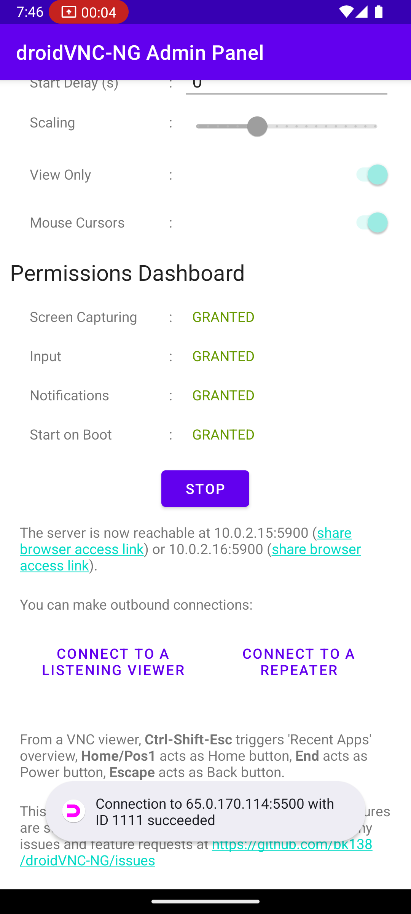 7:46 00:04
droidVNC-NG Admin Panel
Start Delay (s) : 0
Scaling :
View Only :
Mouse Cursors :
Permissions Dashboard
Screen Capturing : GRANTED
Input : GRANTED
Notifications : GRANTED
Start on Boot : GRANTED
STOP
The server is now reachable at 10.0.2.15:5900 (share
browser access link) or 10.0.2.16:5900 (share browser
access link).
You can make outbound connections:
CONNECT TO A
LISTENING VIEWER
CONNECT TO A
REPEATER
From a VNC viewer, Ctrl-Shift-Esc triggers 'Recent Apps'
overview, Home/Pos1 acts as Home button, End acts as
Power button, Escape acts as Back button.
Connection to 65.0.170.114:5500 with
ID 1111 succeeded
This
are
issues and feature requests at https://github.com/bk138
/droidVNC-NG/issues